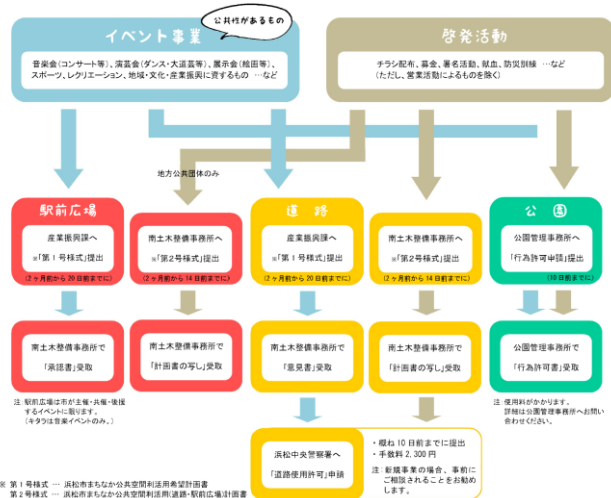 公共性があるもの
イベント事業
音楽会(コンサート等)、演芸会(ダンス・大道芸等)、展示会(絵画等)、
スポーツ、レクリエーション、地域・文化・産業振興に資するもの …など
啓発活動
チラシ配布、募金、署名活動、献血、防災訓練 …など
(ただし、営業活動によるものを除く)
地方公共団体のみ
駅前広場
産業振興課へ
※「第1号様式」提出
(2ヶ月前から20日前までに)
南土木整備事務所へ
※「第2号様式」提出
(2ヶ月前から14日前までに)
道路
産業振興課へ
※「第1号様式」提出
(2ヶ月前から20日前までに)
南土木整備事務所へ
※「第2号様式」提出
(2ヶ月前から14日前までに)
公園
公園管理事務所へ
「行為許可申請」提出
(10日前までに)
南土木整備事務所で
「承認書」受取
南土木整備事務所で
「計画書の写し」受取
南土木整備事務所で
「意見書」受取
南土木整備事務所で
「計画書の写し」受取
公園管理事務所で
「行為許可書」受取
注:駅前広場は市が主催・共催・後援
するイベントに限ります。
(キタラは音楽イベントのみ。)
注:使用料がかかります。
詳細は公園管理事務所へお問い
合わせください。
浜松中央警察署へ
「道路使用許可」申請
・概ね10日前までに提出
・手数料2,300円
注:新規事業の場合、事前に
ご相談されることをお勧め
します。
※ 第1号様式 … 浜松市まちなか公共空間利活用希望計画書
第2号様式 … 浜松市まちなか公共空間利活用(道路・駅前広場)計画書